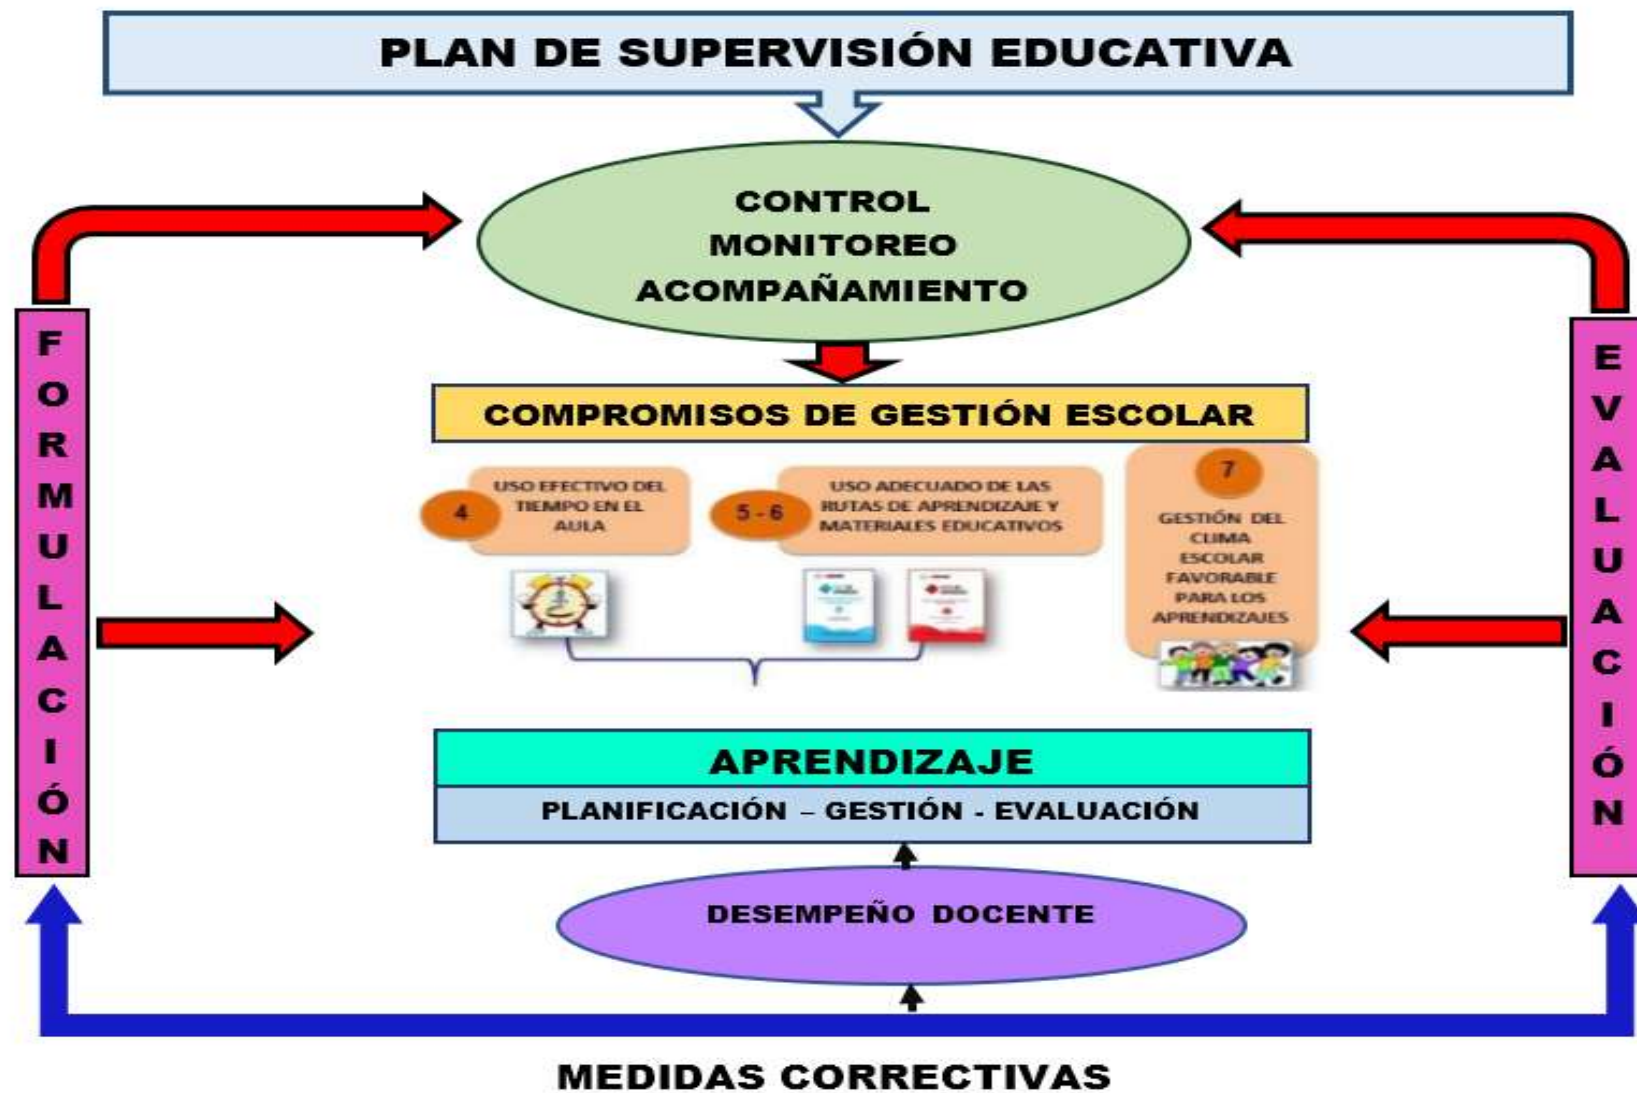 PLAN DE SUPERVISIÓN EDUCATIVA
CONTROL
MONITOREO
ACOMPAÑAMIENTO
FORMULACIÓN
EVALUACIÓN
COMPROMISOS DE GESTIÓN ESCOLAR
4
USO EFECTIVO DEL
TIEMPO EN EL
AULA
5 - 6
USO ADECUADO DE LAS
RUTAS DE APRENDIZAJE Y
MATERIALES EDUCATIVOS
7
GESTIÓN DEL
CLIMA
ESCOLAR
FAVORABLE
PARA LOS
APRENDIZAJES
APRENDIZAJE
PLANIFICACIÓN – GESTIÓN - EVALUACIÓN
DESEMPEÑO DOCENTE
MEDIDAS CORRECTIVAS